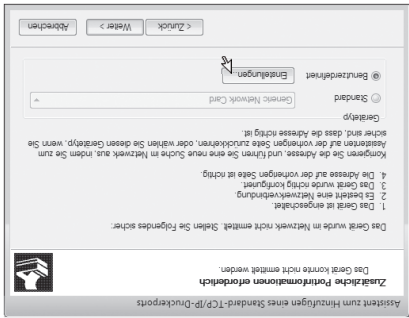 Assistent zum Hinzufügen eines Standard-TCP/IP-Druckerports
Zusätzliche Portinformationen erforderlich
Das Gerät konnte nicht ermittelt werden.
Das Gerät wurde im Netzwerk nicht ermittelt. Stellen Sie Folgendes sicher:
1. Das Gerät ist eingeschaltet.
2. Es besteht eine Netzwerkverbindung.
3. Das Gerät wurde richtig konfiguriert.
4. Die Adresse auf der vorherigen Seite ist richtig.
Korrigieren Sie die Adresse, und führen Sie eine neue Suche im Netzwerk aus, indem Sie zum
Assistenten auf der vorherigen Seite zurückkehren, oder wählen Sie diesen Gerätetyp, wenn Sie
sicher sind, dass die Adresse richtig ist.
Gerätetyp
Standard Generic Network Card
Benutzerdefiniert Einstellungen
< Zurück Weiter > Abbrechen